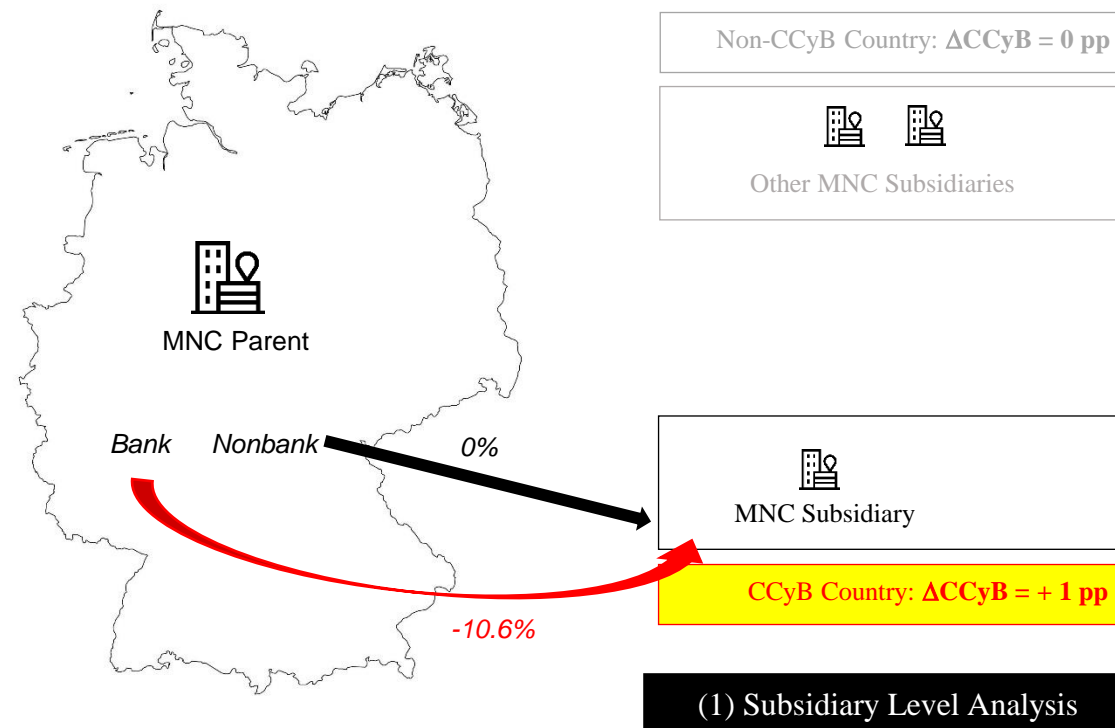 Non-CCyB Country: ΔCCyB = 0 pp
Other MNC Subsidiaries
MNC Parent
Bank Nonbank
0%
MNC Subsidiary
CCyB Country: ΔCCyB = + 1 pp
-10.6%
(1) Subsidiary Level Analysis